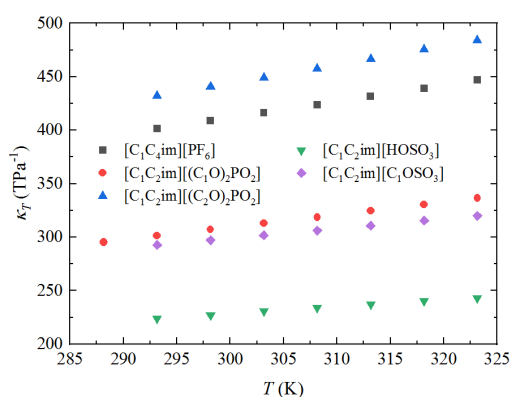 500
450
400
350
300
250
200
κ_T (TPa⁻¹)
[C₁C₄im][PF₆]
[C₁C₂im][(C₁O)₂PO₂]
[C₁C₂im][(C₂O)₂PO₂]
[C₁C₂im][HOSO₃]
[C₁C₂im][C₁OSO₃]
285 290 295 300 305 310 315 320 325
T (K)